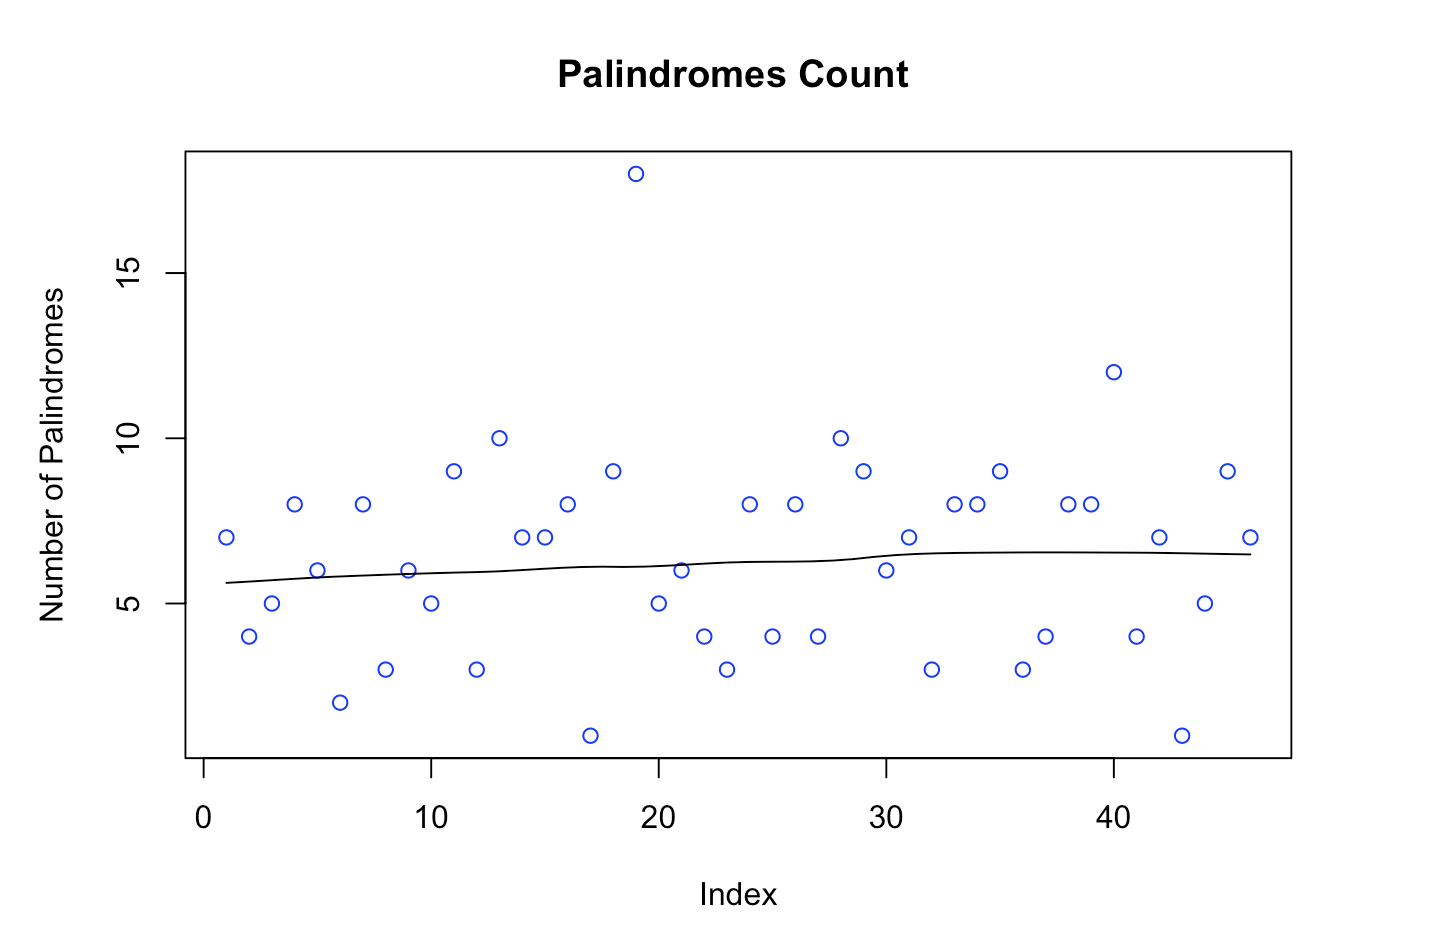 Palindromes Count
Number of Palindromes
15
10
5
0 10 20 30 40
Index